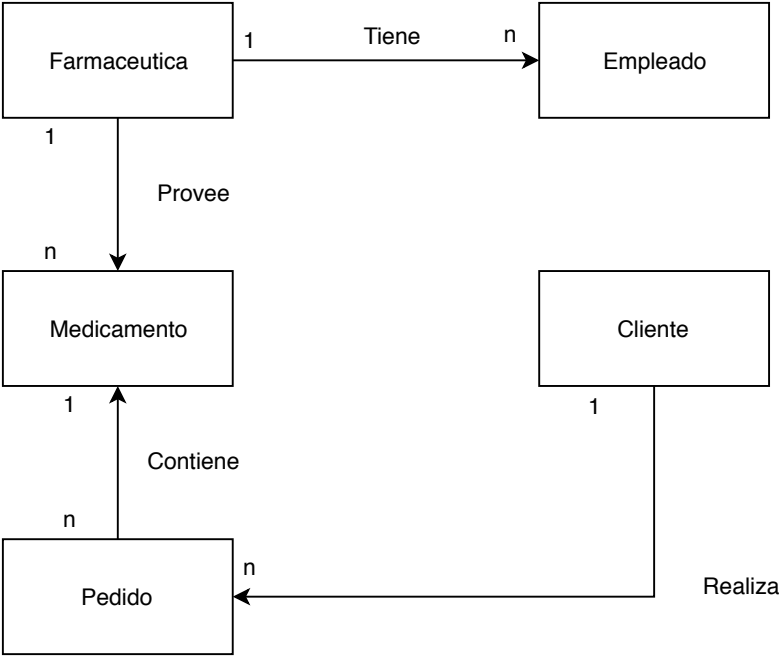 Farmaceutica
1
Tiene
n
Empleado
1
Provee
n
Medicamento
Cliente
1
1
Contiene
n
n
Pedido
Realiza